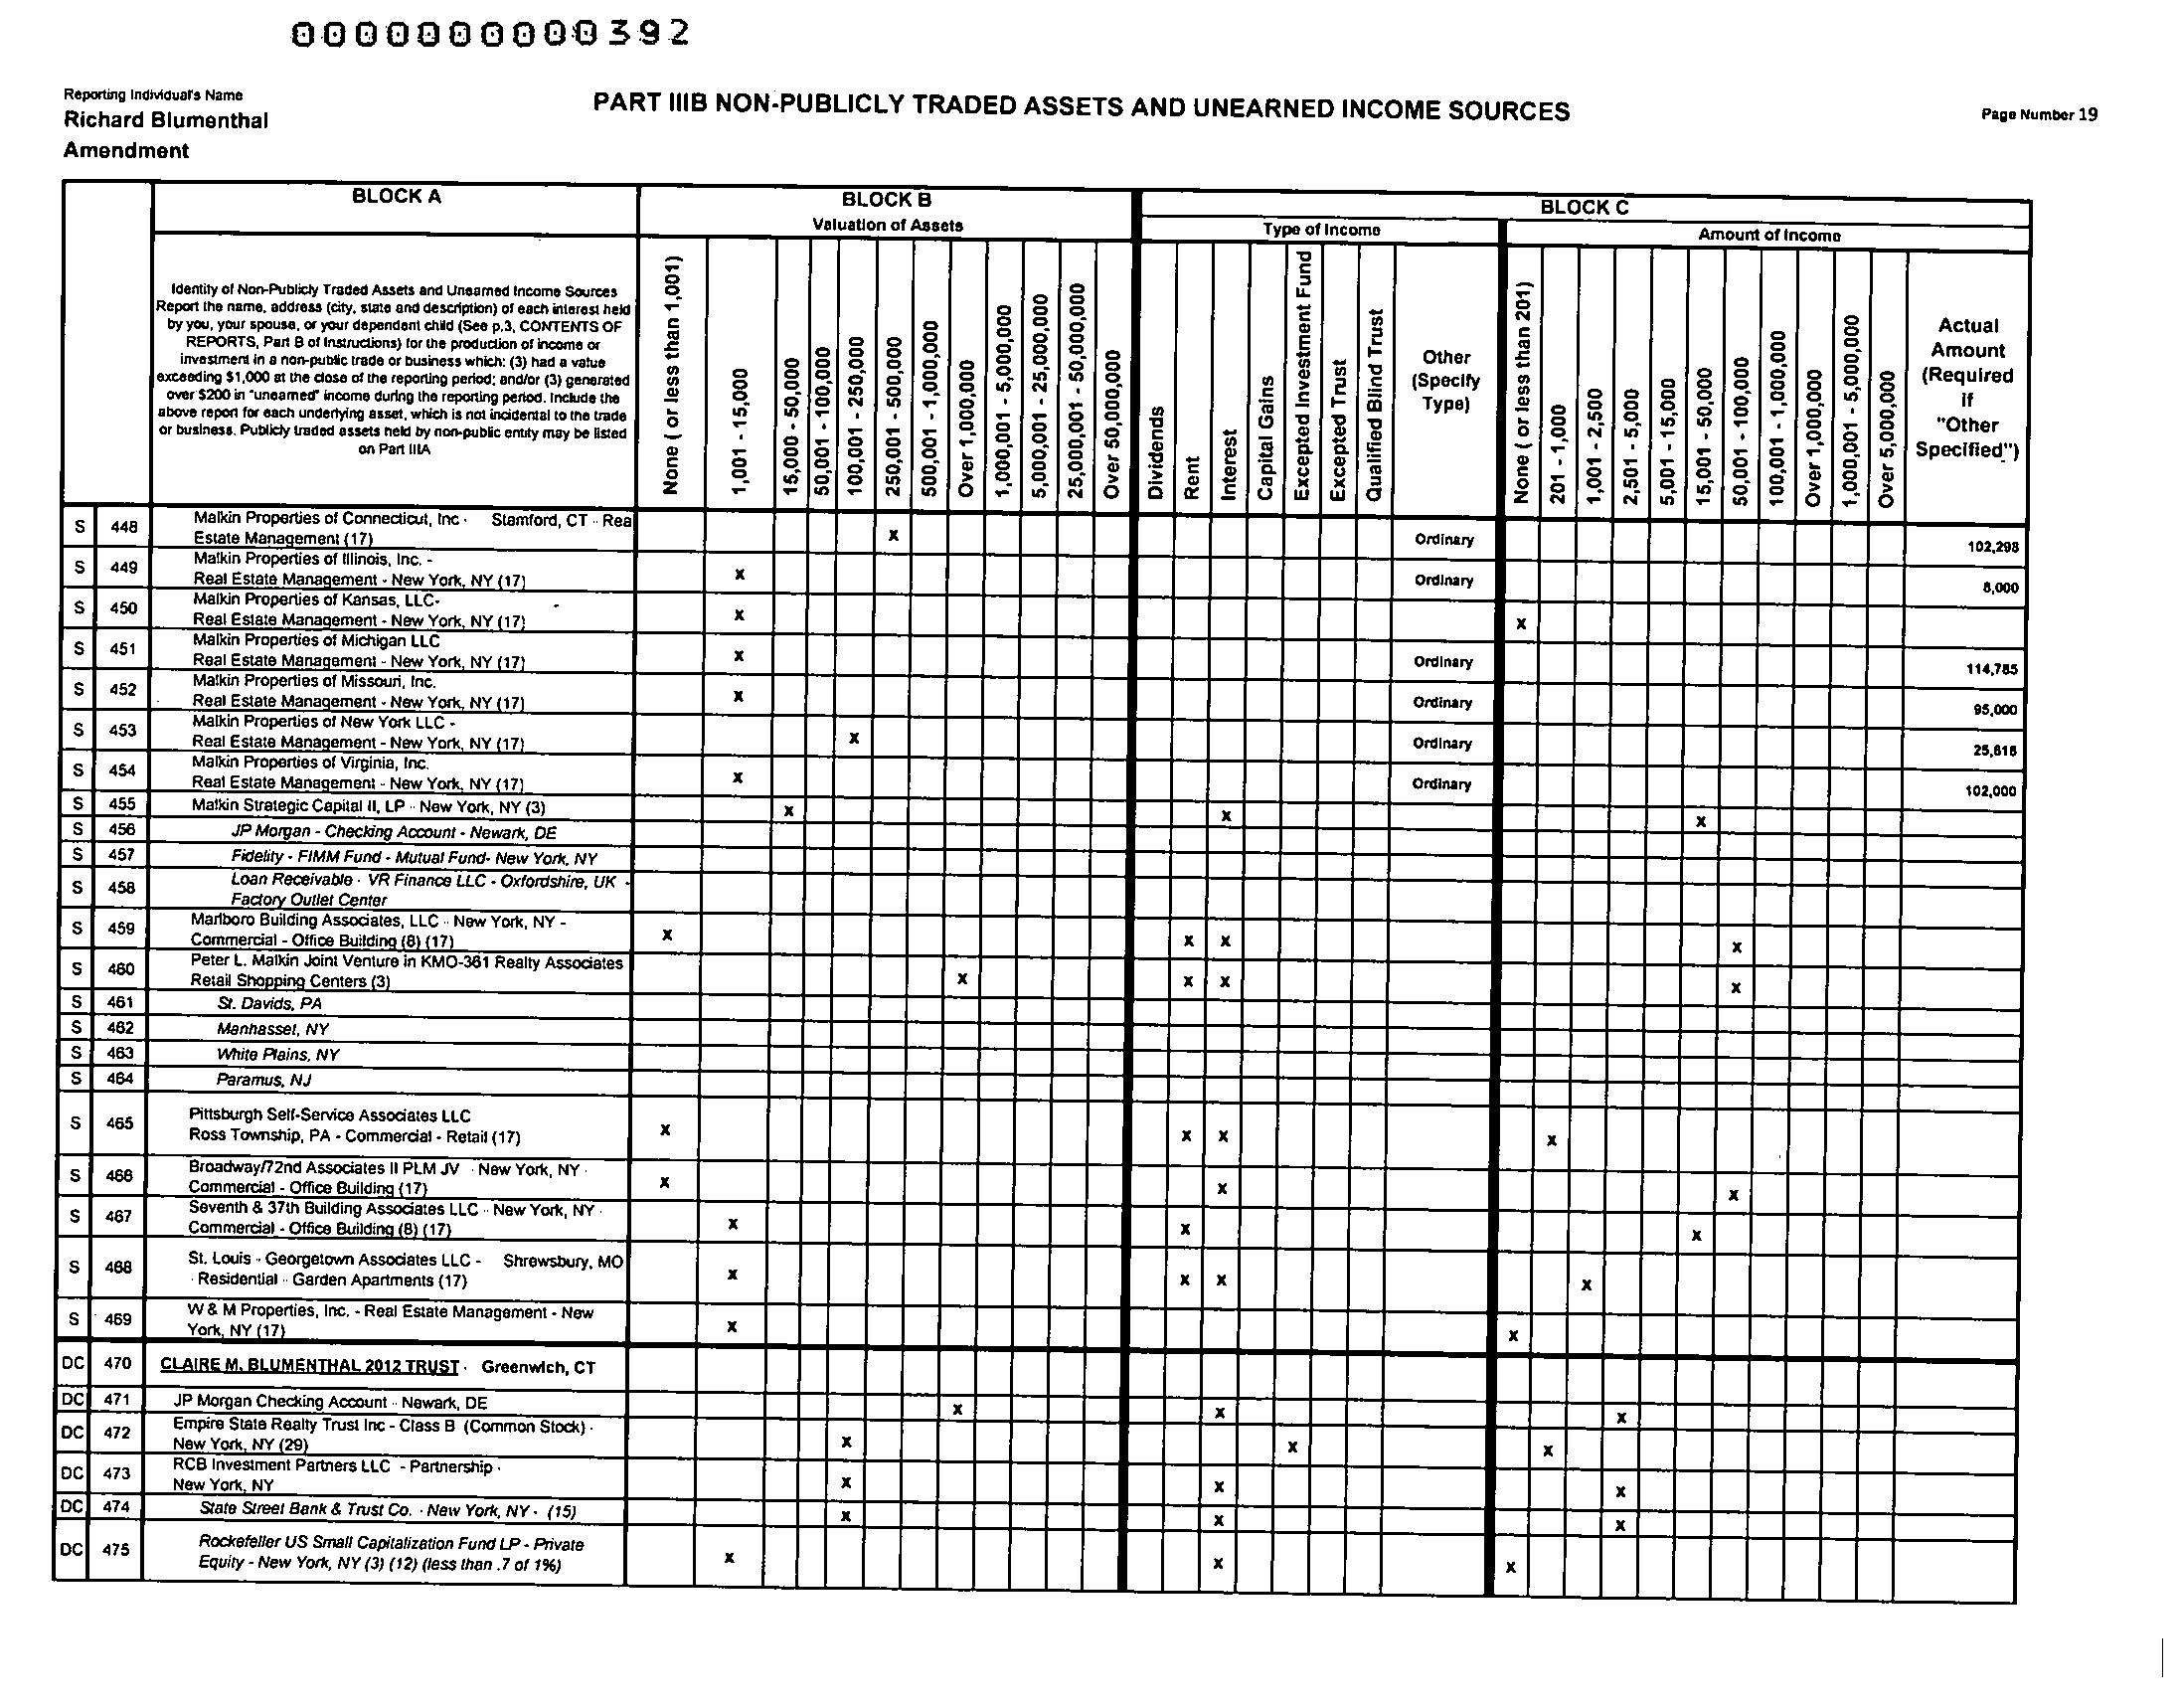 0000000000392
Reporting Individual's Name
Richard Blumenthal
Amendment
PART IIIB NON-PUBLICLY TRADED ASSETS AND UNEARNED INCOME SOURCES
Page Number 19
BLOCK A
BLOCK B
Valuation of Assets
BLOCK C
Type of Income
Amount of Income
Identity of Non-Publicly Traded Assets and Unearned Income Sources
Report the name, address (city, state and description) of each interest held
by you, your spouse, or your dependent child (See p.3, CONTENTS OF
REPORTS, Part B of Instructions) for the production of income or
investment in a non-public trade or business which: (3) had a value
exceeding $1,000 at the close of the reporting period; and/or (3) generated
over $200 in "unearned" income during the reporting period. Include the
above report for each underlying asset, which is not incidental to the trade
or business. Publicly traded assets held by non-public entity may be listed
on Part IIIA
None ( or less than 1,001)
1,001 - 15,000
15,000 - 50,000
50,001 - 100,000
100,001 - 250,000
250,001 - 500,000
500,001 - 1,000,000
Over 1,000,000
1,000,001 - 5,000,000
5,000,001 - 25,000,000
25,000,001 - 50,000,000
Over 50,000,000
Dividends
Rent
Interest
Capital Gains
Excepted Investment Fund
Excepted Trust
Qualified Blind Trust
Other
(Specify
Type)
None ( or less than 201)
201 - 1,000
1,001 - 2,500
2,501 - 5,000
5,001 - 15,000
15,001 - 50,000
50,001 - 100,000
100,001 - 1,000,000
Over 1,000,000
1,000,001 - 5,000,000
Over 5,000,000
Actual
Amount
(Required
if
"Other
Specified")
S 448 Malkin Properties of Connecticut, Inc - Stamford, CT - Rea
Estate Management (17) x Ordinary 102,298
S 449 Malkin Properties of Illinois, Inc. -
Real Estate Management - New York, NY (17) x Ordinary 8,000
S 450 Malkin Properties of Kansas, LLC-
Real Estate Management - New York, NY (17) x x
S 451 Malkin Properties of Michigan LLC
Real Estate Management - New York, NY (17) x Ordinary 114,785
S 452 Malkin Properties of Missouri, Inc.
Real Estate Management - New York, NY (17) x Ordinary 95,000
S 453 Malkin Properties of New York LLC -
Real Estate Management - New York, NY (17) x Ordinary 25,616
S 454 Malkin Properties of Virginia, Inc.
Real Estate Management - New York, NY (17) x Ordinary 102,000
S 455 Malkin Strategic Capital II, LP - New York, NY (3) x x x
S 456 JP Morgan - Checking Account - Newark, DE
S 457 Fidelity - FIMM Fund - Mutual Fund- New York, NY
S 458 Loan Receivable - VR Finance LLC - Oxfordshire, UK -
Factory Outlet Center
S 459 Marlboro Building Associates, LLC - New York, NY -
Commercial - Office Building (8) (17) x x x x
S 460 Peter L. Malkin Joint Venture in KMO-361 Realty Associates
Retail Shopping Centers (3) x x x x
S 461 St. Davids, PA
S 462 Manhasset, NY
S 463 White Plains, NY
S 464 Paramus, NJ
S 465 Pittsburgh Self-Service Associates LLC
Ross Township, PA - Commercial - Retail (17) x x x x
S 466 Broadway/72nd Associates II PLM JV - New York, NY -
Commercial - Office Building (17) x x x
S 467 Seventh & 37th Building Associates LLC - New York, NY -
Commercial - Office Building (8) (17) x x x
S 468 St. Louis - Georgetown Associates LLC - Shrewsbury, MO
- Residential - Garden Apartments (17) x x x x
S 469 W & M Properties, Inc. - Real Estate Management - New
York, NY (17) x x
DC 470 CLAIRE M. BLUMENTHAL 2012 TRUST - Greenwich, CT
DC 471 JP Morgan Checking Account - Newark, DE x x x
DC 472 Empire State Realty Trust Inc - Class B (Common Stock) -
New York, NY (29) x x x
DC 473 RCB Investment Partners LLC - Partnership -
New York, NY x x x
DC 474 State Street Bank & Trust Co. - New York, NY - (15) x x x
DC 475 Rockefeller US Small Capitalization Fund LP - Private
Equity - New York, NY (3) (12) (less than .7 of 1%) x x x